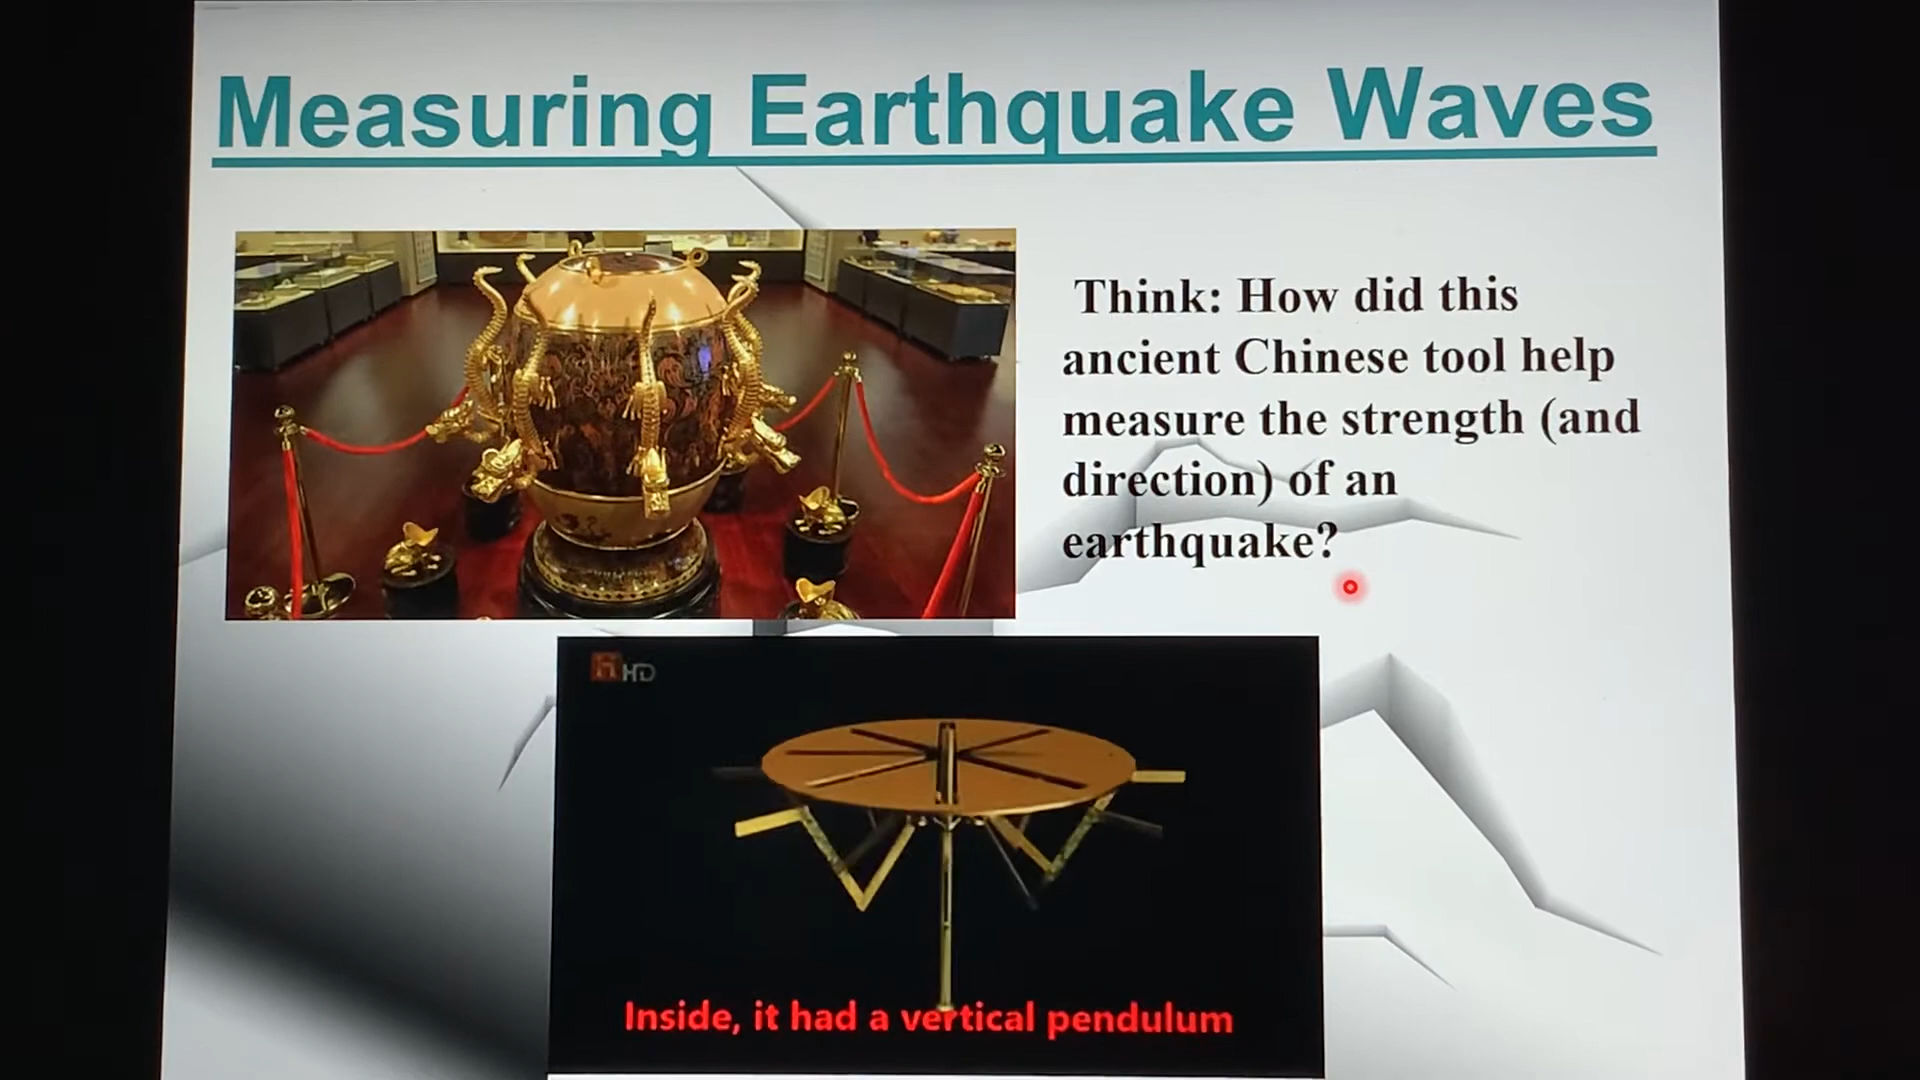 Measuring Earthquake Waves
Think: How did this
ancient Chinese tool help
measure the strength (and
direction) of an
earthquake?
H HD
Inside, it had a vertical pendulum